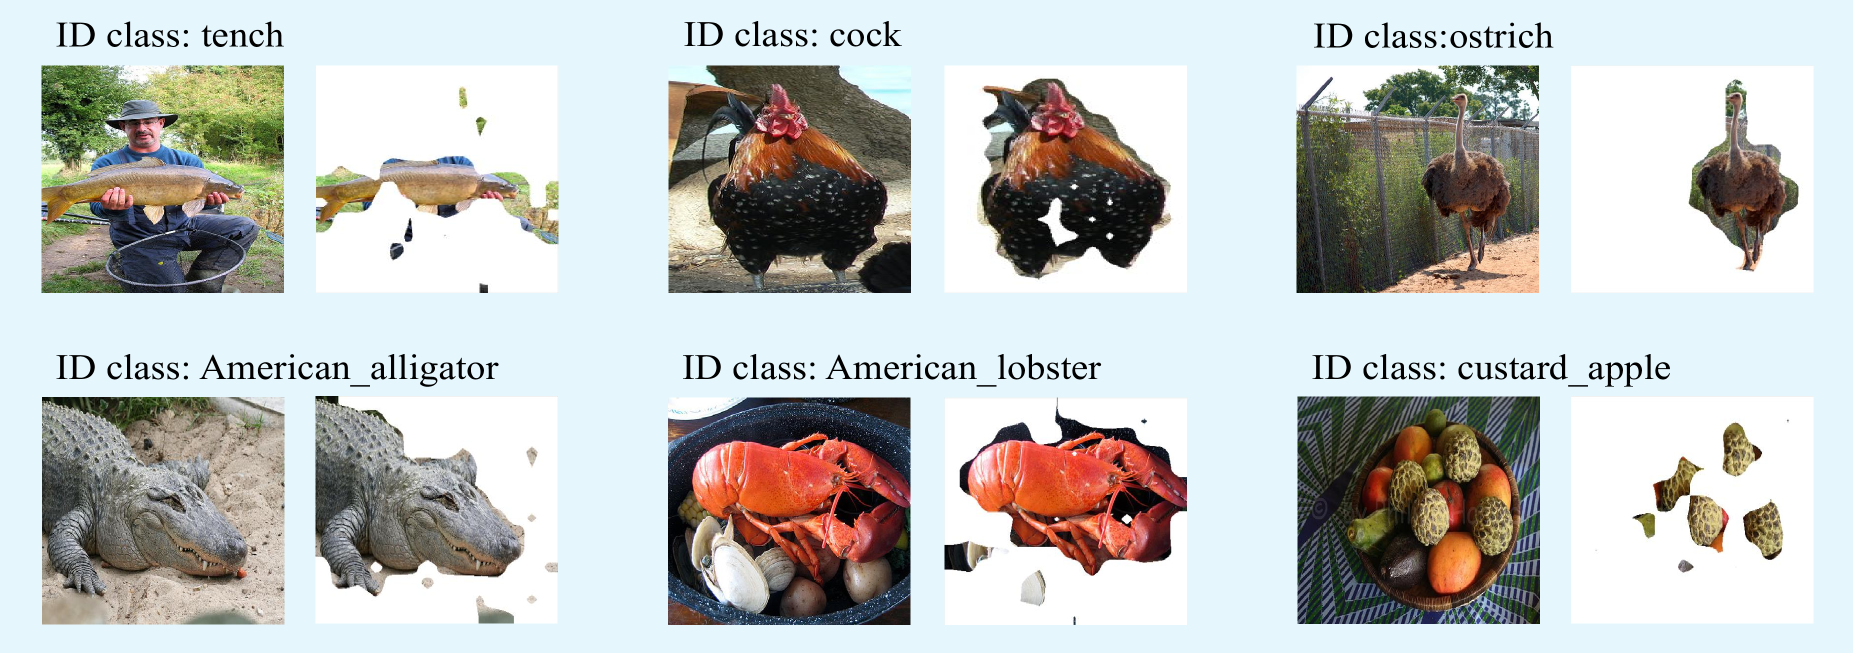 ID class: tench
ID class: cock
ID class:ostrich
ID class: American_alligator
ID class: American_lobster
ID class: custard_apple